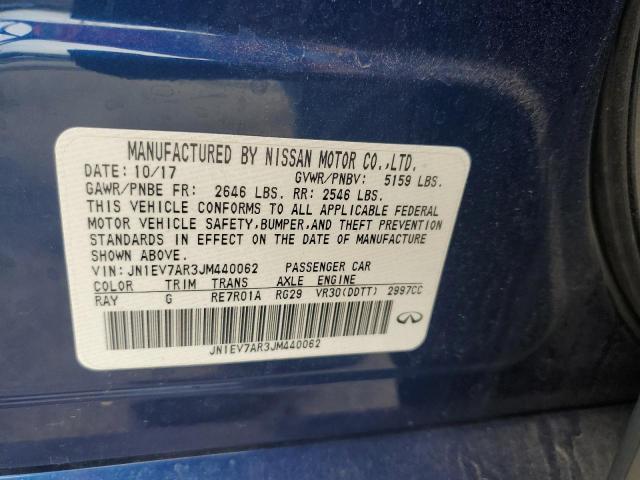 MANUFACTURED BY NISSAN MOTOR CO.,LTD.
DATE: 10/17 GVWR/PNBV: 5159 LBS.
GAWR/PNBE FR: 2646 LBS. RR: 2546 LBS.
THIS VEHICLE CONFORMS TO ALL APPLICABLE FEDERAL
MOTOR VEHICLE SAFETY,BUMPER,AND THEFT PREVENTION
STANDARDS IN EFFECT ON THE DATE OF MANUFACTURE
SHOWN ABOVE.
VIN: JN1EV7AR3JM440062 PASSENGER CAR
COLOR TRIM TRANS AXLE ENGINE
RAY G RE7R01A RG29 VR30(DDTT) 2997CC
JN1EV7AR3JM440062